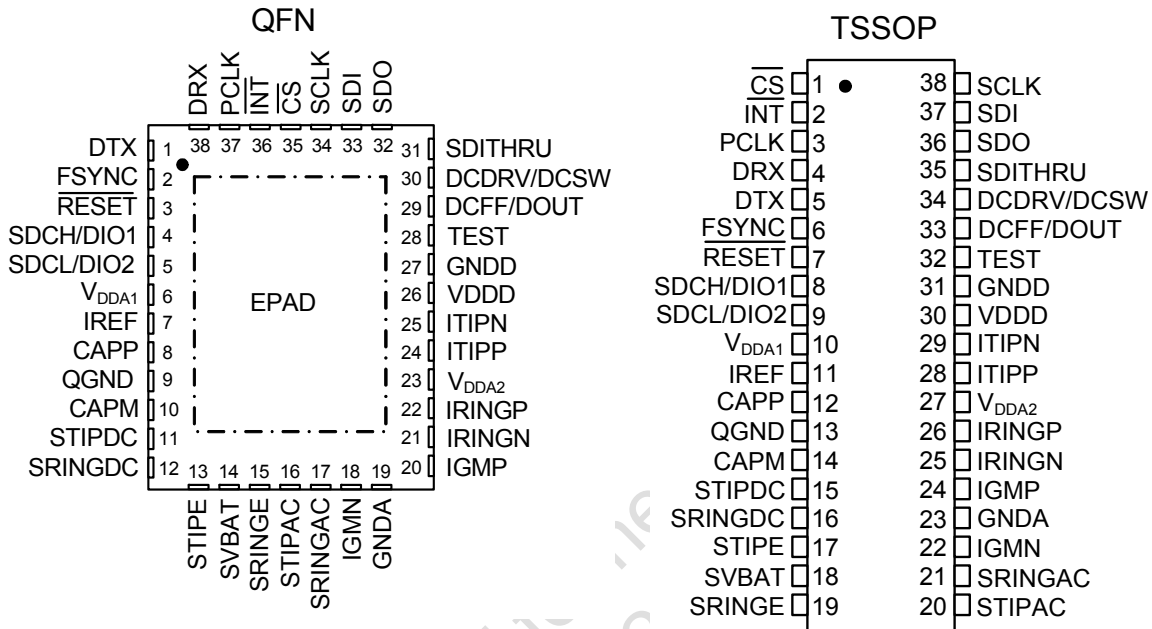 QFN
DRX PCLK INT CS SCLK SDI SDO
38 37 36 35 34 33 32
DTX 1 31 SDITHRU
FSYNC 2 30 DCDRV/DCSW
RESET 3 29 DCFF/DOUT
SDCH/DIO1 4 28 TEST
SDCL/DIO2 5 27 GNDD
VDDA1 6 26 VDDD
EPAD
IREF 7 25 ITIPN
CAPP 8 24 ITIPP
QGND 9 23 VDDA2
CAPM 10 22 IRINGP
STIPDC 11 21 IRINGN
SRINGDC 12 20 IGMP
13 14 15 16 17 18 19
STIPE SVBAT SRINGE STIPAC SRINGAC IGMN GNDA
TSSOP
CS 1 38 SCLK
INT 2 37 SDI
PCLK 3 36 SDO
DRX 4 35 SDITHRU
DTX 5 34 DCDRV/DCSW
FSYNC 6 33 DCFF/DOUT
RESET 7 32 TEST
SDCH/DIO1 8 31 GNDD
SDCL/DIO2 9 30 VDDD
VDDA1 10 29 ITIPN
IREF 11 28 ITIPP
CAPP 12 27 VDDA2
QGND 13 26 IRINGP
CAPM 14 25 IRINGN
STIPDC 15 24 IGMP
SRINGDC 16 23 GNDA
STIPE 17 22 IGMN
SVBAT 18 21 SRINGAC
SRINGE 19 20 STIPAC